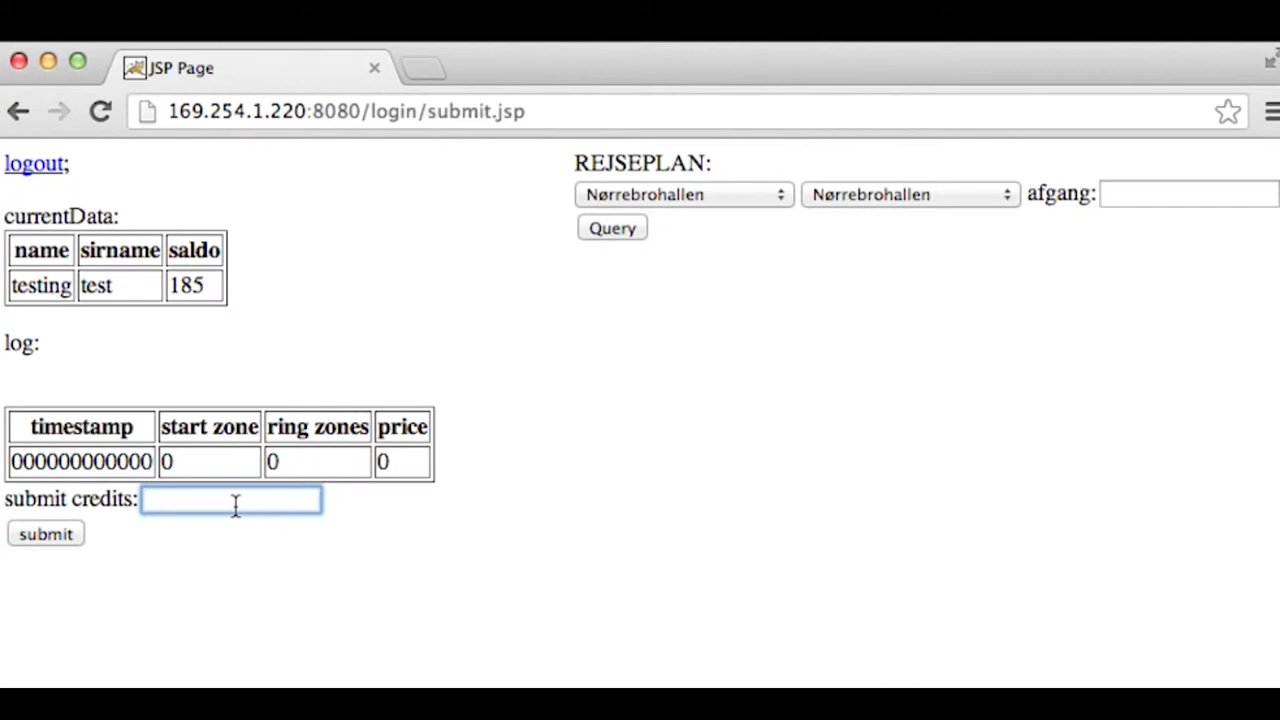 JSP Page
169.254.1.220:8080/login/submit.jsp
logout;
currentData:
name sirname saldo
testing test 185
log:
timestamp start zone ring zones price
000000000000 0 0 0
submit credits:
submit
REJSEPLAN:
Nørrebrohallen Nørrebrohallen afgang:
Query